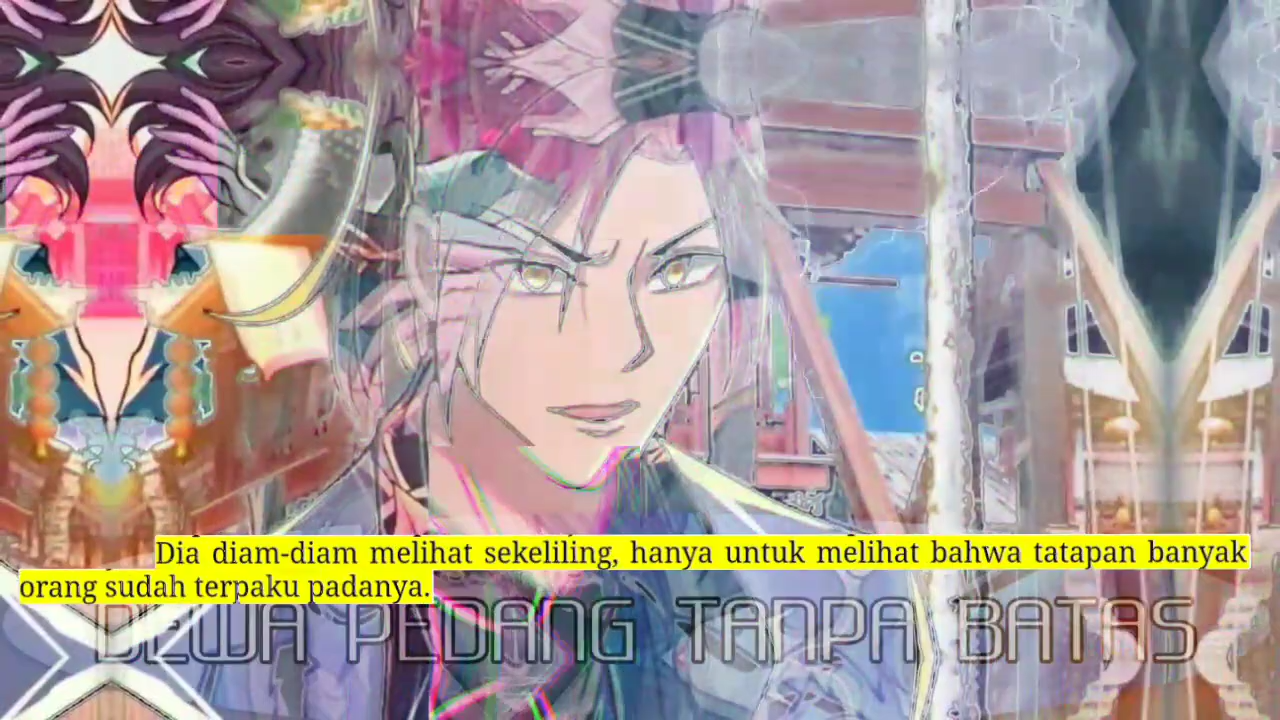 Dia diam-diam melihat sekeliling, hanya untuk melihat bahwa tatapan banyak
orang sudah terpaku padanya.
DEWA PEDANG TANPA BATAS